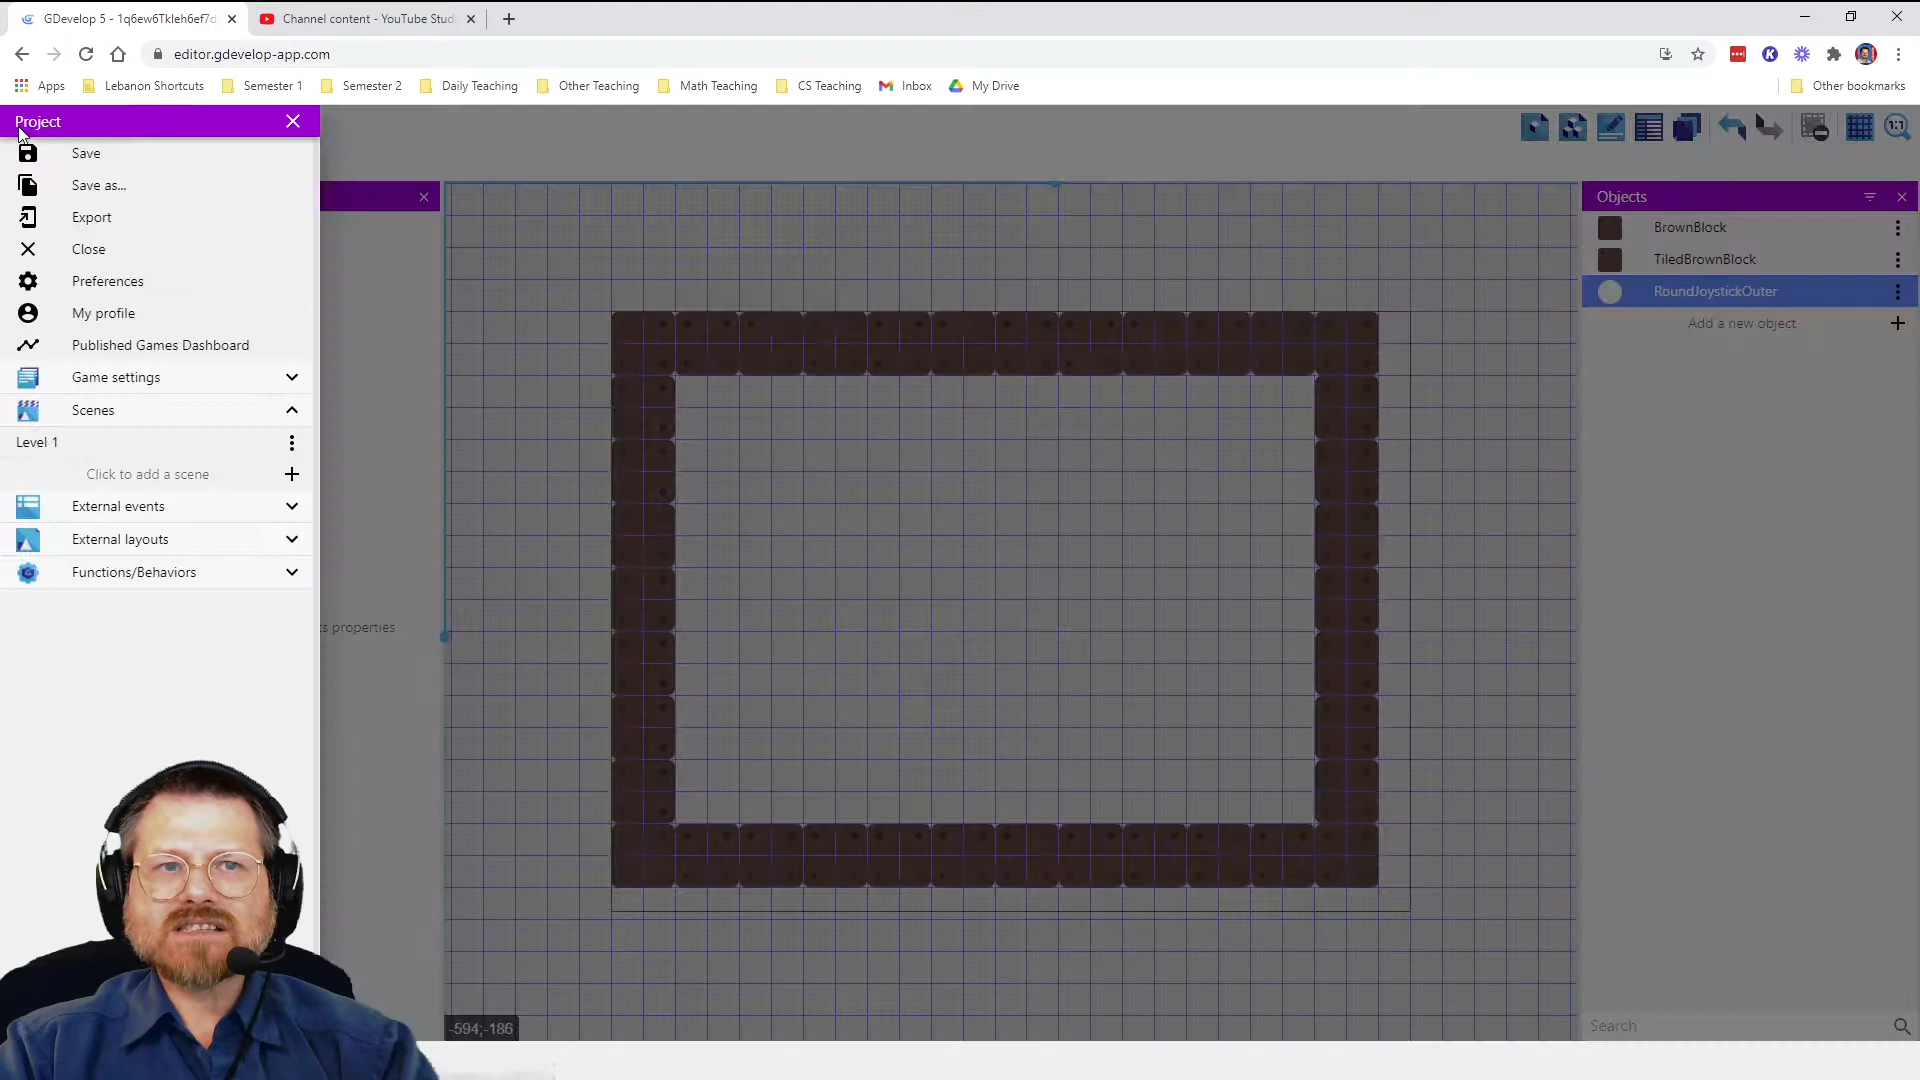 GDevelop 5 - 1q6ew6Tkleh6ef7d
Channel content - YouTube Stud
editor.gdevelop-app.com
Apps
Lebanon Shortcuts
Semester 1
Semester 2
Daily Teaching
Other Teaching
Math Teaching
CS Teaching
Inbox
My Drive
Other bookmarks
Project
Save
Save as...
Export
Close
Preferences
My profile
Published Games Dashboard
Game settings
Scenes
Level 1
Click to add a scene
External events
External layouts
Functions/Behaviors
properties
-594;-186
1:1
Objects
BrownBlock
TiledBrownBlock
RoundJoystickOuter
Add a new object
Search